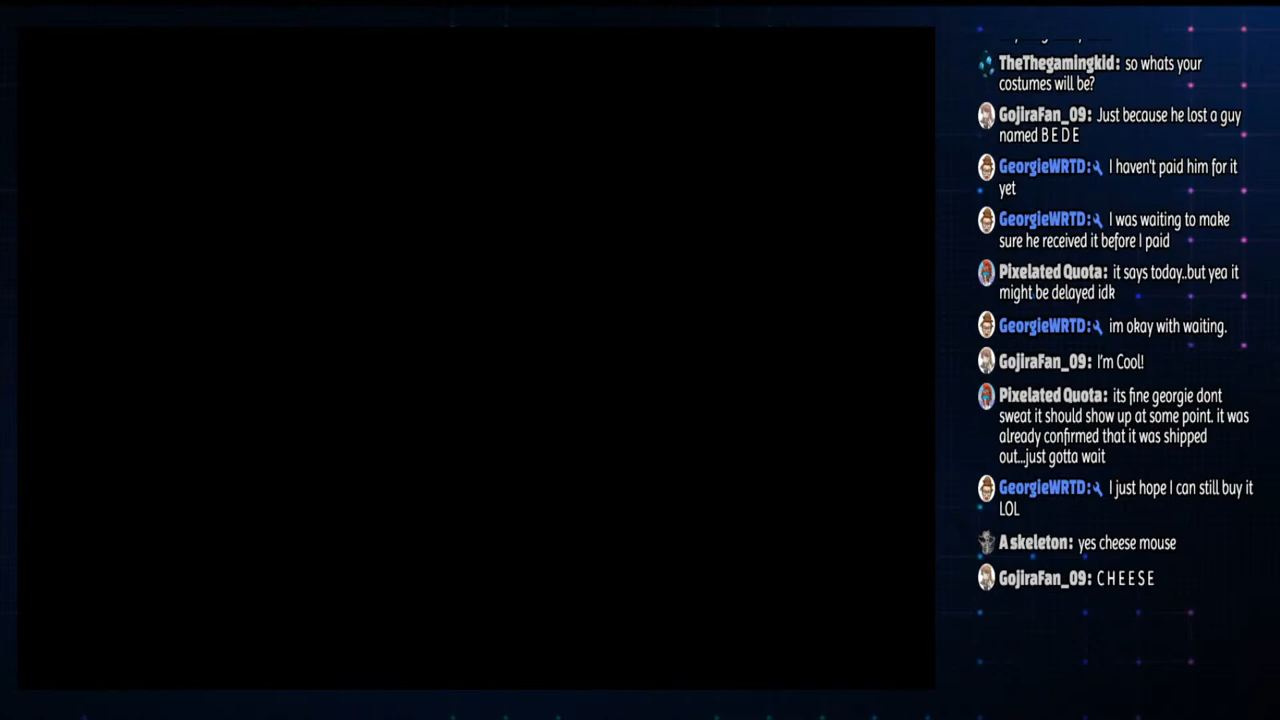 TheThegamingkid: so whats your
costumes will be?
GojiraFan_09: Just because he lost a guy
named B E D E
GeorgieWRTD: I haven't paid him for it
yet
GeorgieWRTD: I was waiting to make
sure he received it before I paid
Pixelated Quota: it says today..but yea it
might be delayed idk
GeorgieWRTD: im okay with waiting.
GojiraFan_09: I'm Cool!
Pixelated Quota: its fine georgie dont
sweat it should show up at some point. it was
already confirmed that it was shipped
out...just gotta wait
GeorgieWRTD: I just hope I can still buy it
LOL
A skeleton: yes cheese mouse
GojiraFan_09: C H E E S E